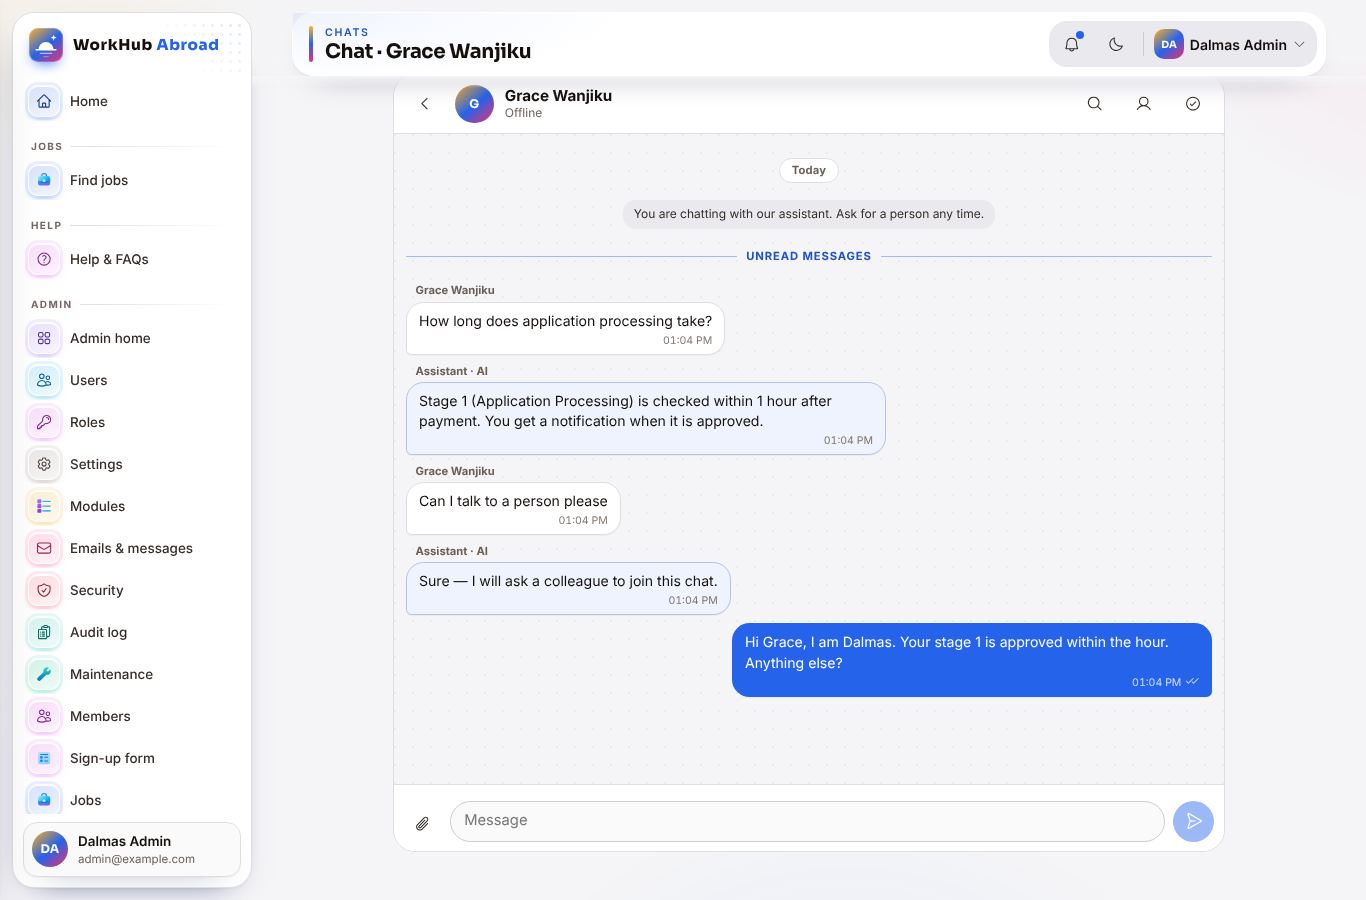 WorkHub Abroad
Home
JOBS
Find jobs
HELP
Help & FAQs
ADMIN
Admin home
Users
Roles
Settings
Modules
Emails & messages
Security
Audit log
Maintenance
Members
Sign-up form
Jobs
DA
Dalmas Admin
admin@example.com
CHATS
Chat · Grace Wanjiku
DA
Dalmas Admin
G
Grace Wanjiku
Offline
Today
You are chatting with our assistant. Ask for a person any time.
UNREAD MESSAGES
Grace Wanjiku
How long does application processing take?
01:04 PM
Assistant · AI
Stage 1 (Application Processing) is checked within 1 hour after
payment. You get a notification when it is approved.
01:04 PM
Grace Wanjiku
Can I talk to a person please
01:04 PM
Assistant · AI
Sure — I will ask a colleague to join this chat.
01:04 PM
Hi Grace, I am Dalmas. Your stage 1 is approved within the hour.
Anything else?
01:04 PM
Message